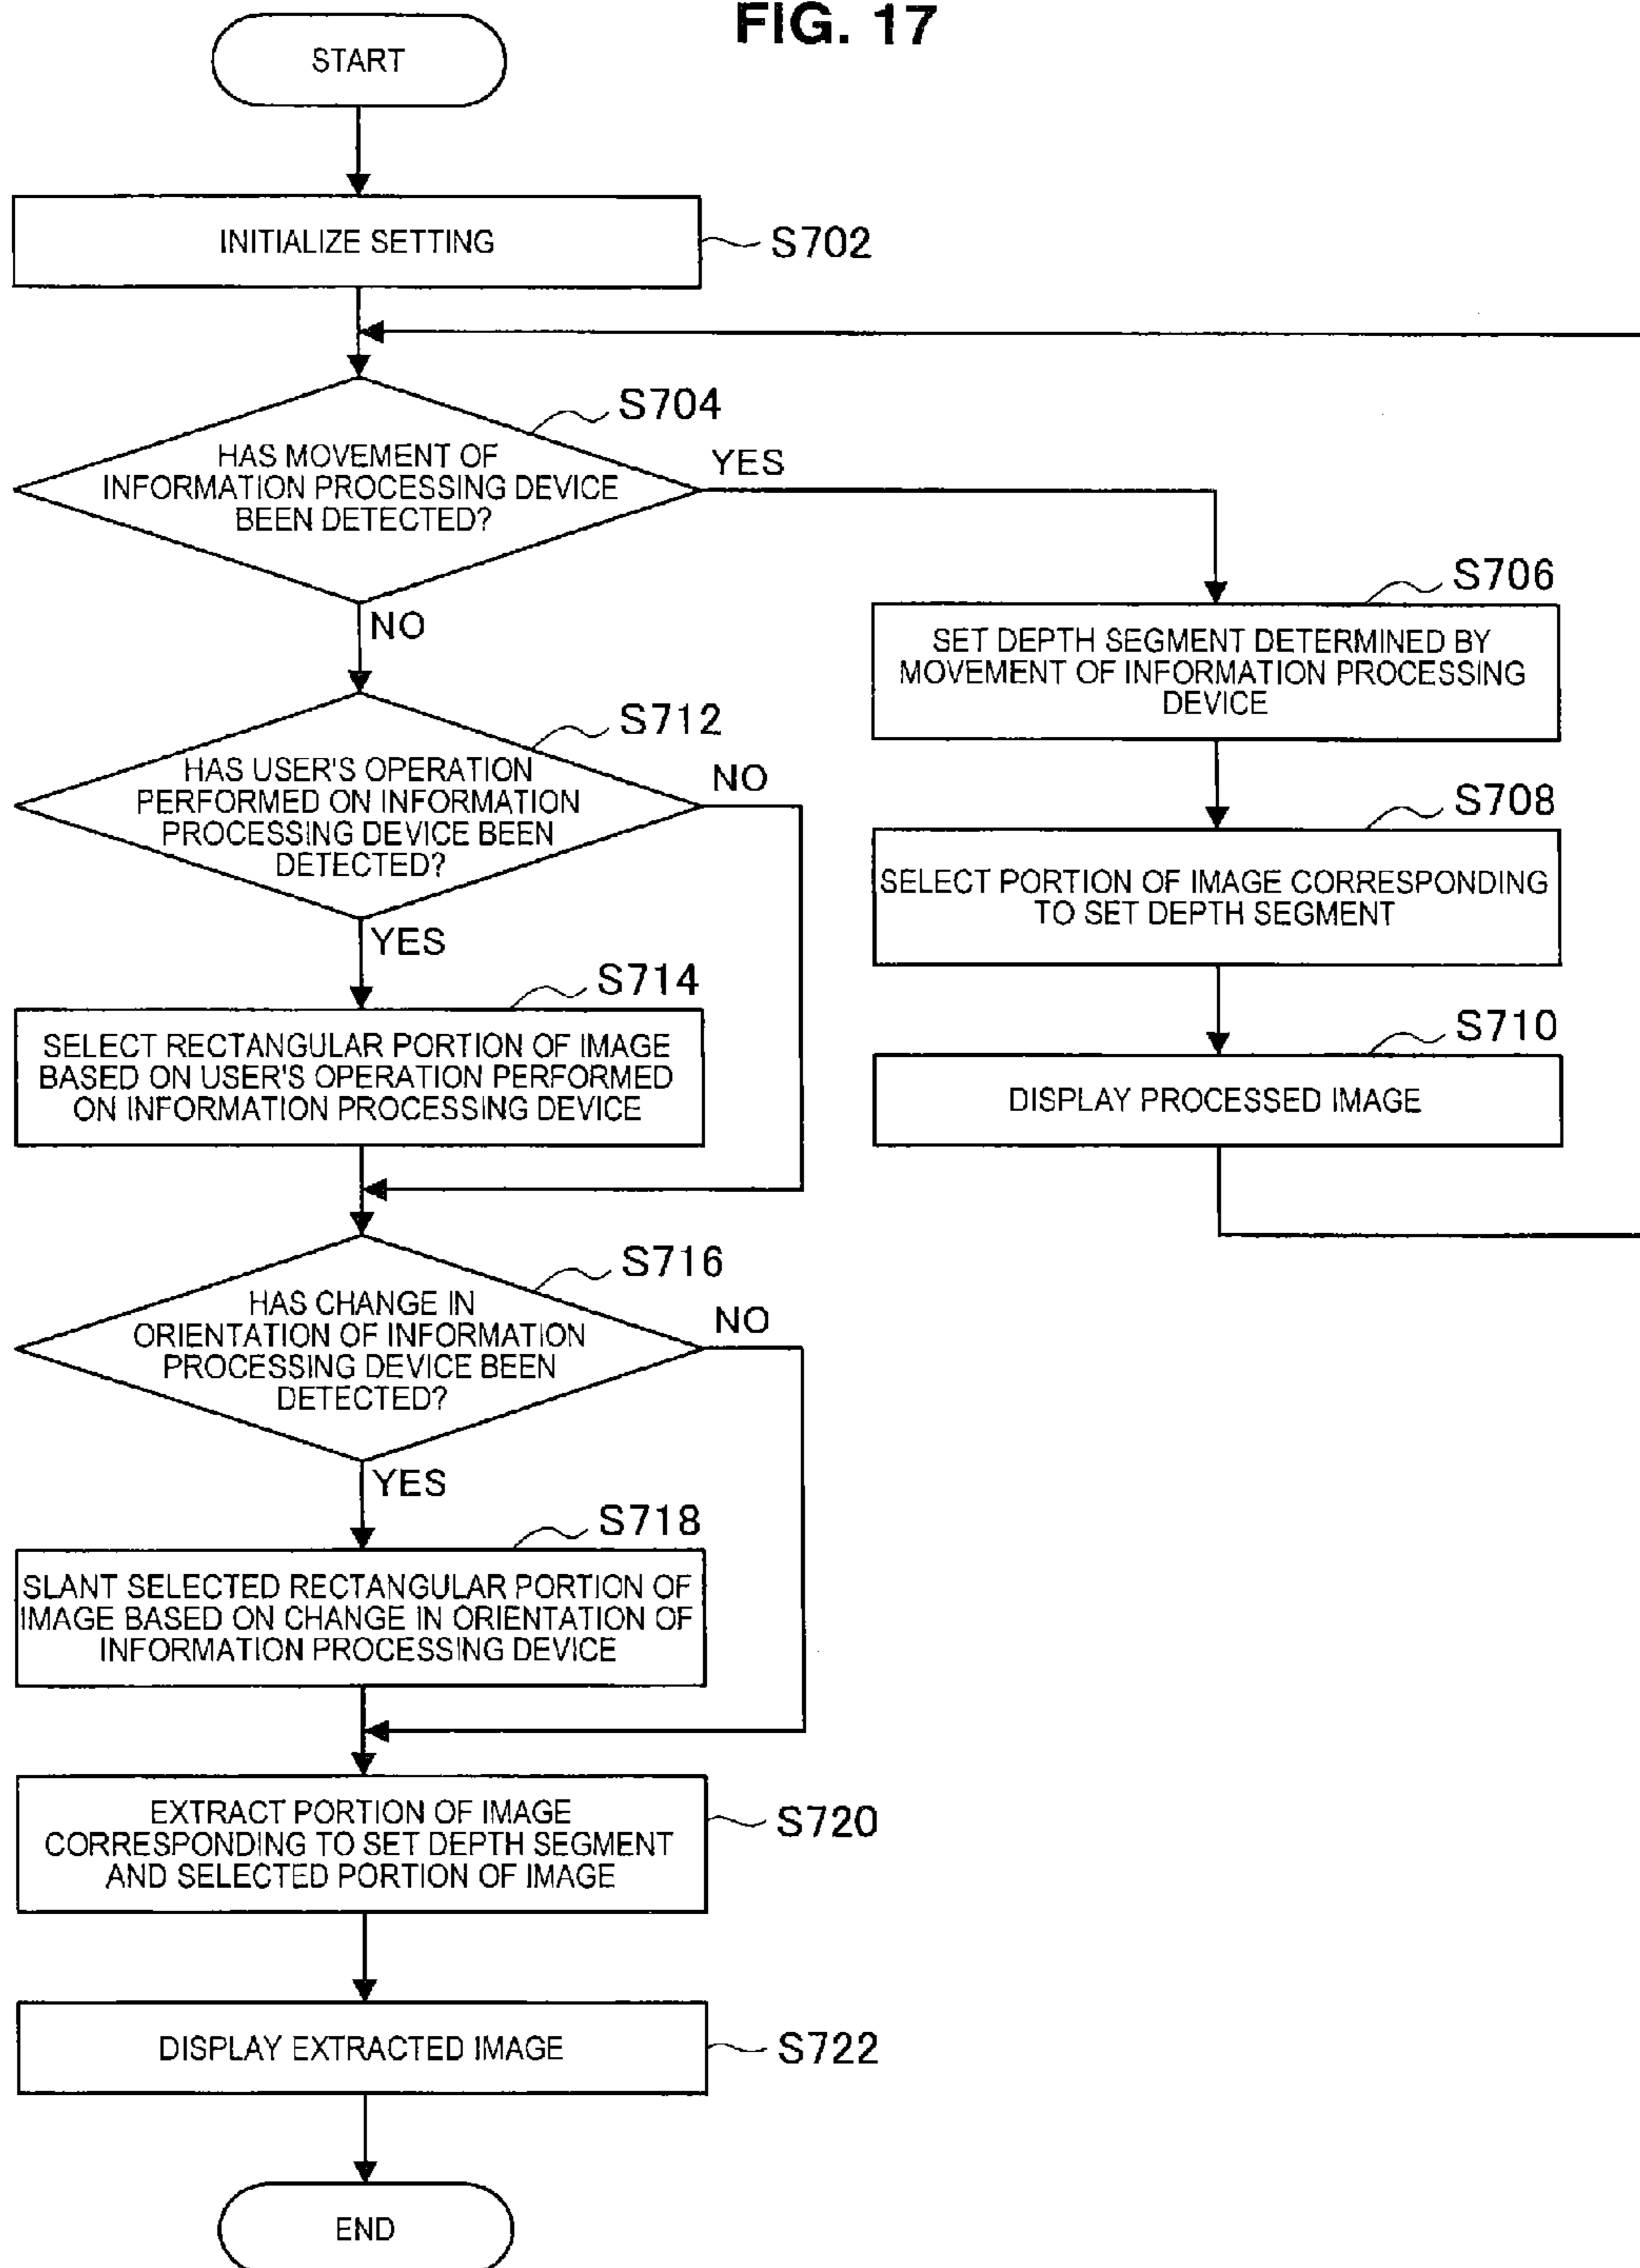 FIG. 17
START
INITIALIZE SETTING
S702
S704
HAS MOVEMENT OF
INFORMATION PROCESSING DEVICE
BEEN DETECTED?
YES
NO
S706
SET DEPTH SEGMENT DETERMINED BY
MOVEMENT OF INFORMATION PROCESSING
DEVICE
S708
SELECT PORTION OF IMAGE CORRESPONDING
TO SET DEPTH SEGMENT
S710
DISPLAY PROCESSED IMAGE
S712
HAS USER'S OPERATION
PERFORMED ON INFORMATION
PROCESSING DEVICE BEEN
DETECTED?
NO
YES
S714
SELECT RECTANGULAR PORTION OF IMAGE
BASED ON USER'S OPERATION PERFORMED
ON INFORMATION PROCESSING DEVICE
S716
HAS CHANGE IN
ORIENTATION OF INFORMATION
PROCESSING DEVICE BEEN
DETECTED?
NO
YES
S718
SLANT SELECTED RECTANGULAR PORTION OF
IMAGE BASED ON CHANGE IN ORIENTATION OF
INFORMATION PROCESSING DEVICE
EXTRACT PORTION OF IMAGE
CORRESPONDING TO SET DEPTH SEGMENT
AND SELECTED PORTION OF IMAGE
S720
DISPLAY EXTRACTED IMAGE
S722
END